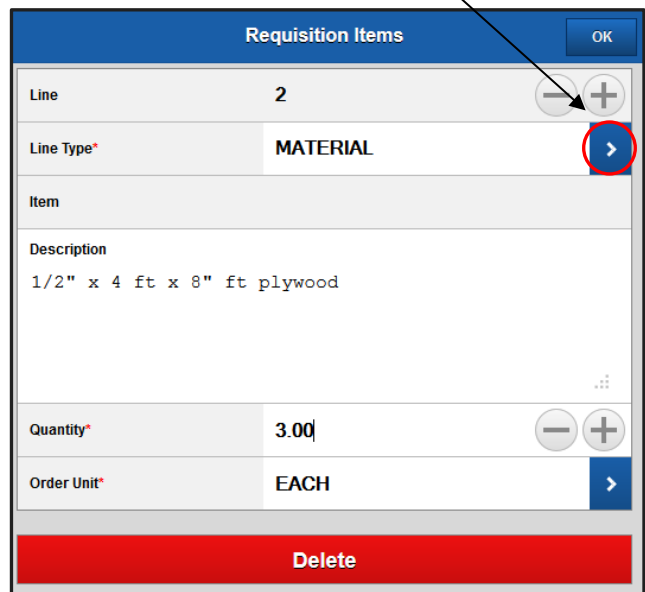 Requisition Items OK
Line 2
Line Type* MATERIAL
Item
Description
1/2" x 4 ft x 8" ft plywood
Quantity* 3.00
Order Unit* EACH
Delete